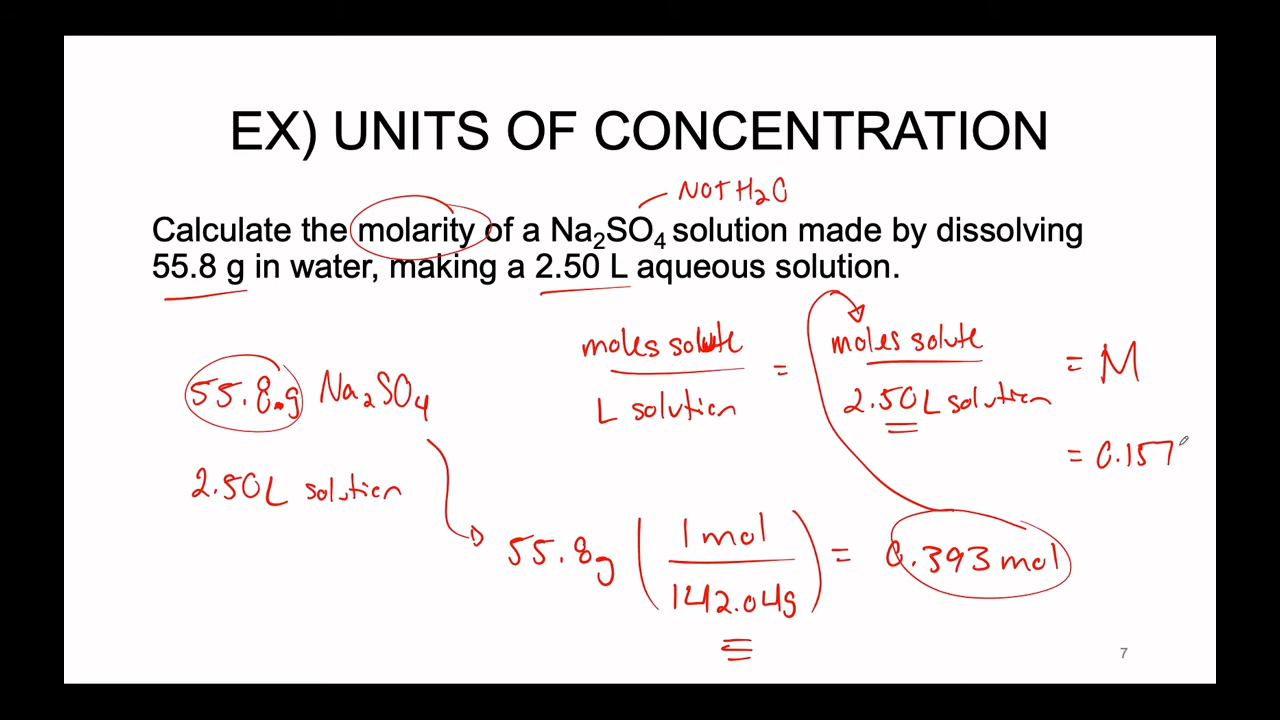 EX) UNITS OF CONCENTRATION
NOT H₂O
Calculate the molarity of a Na₂SO₄ solution made by dissolving
55.8 g in water, making a 2.50 L aqueous solution.
55.8g Na₂SO₄
2.50L solution
moles solute / L solution = moles solute / 2.50L solution = M
= 0.157
55.8g (1 mol / 142.04g) = 0.393 mol
7